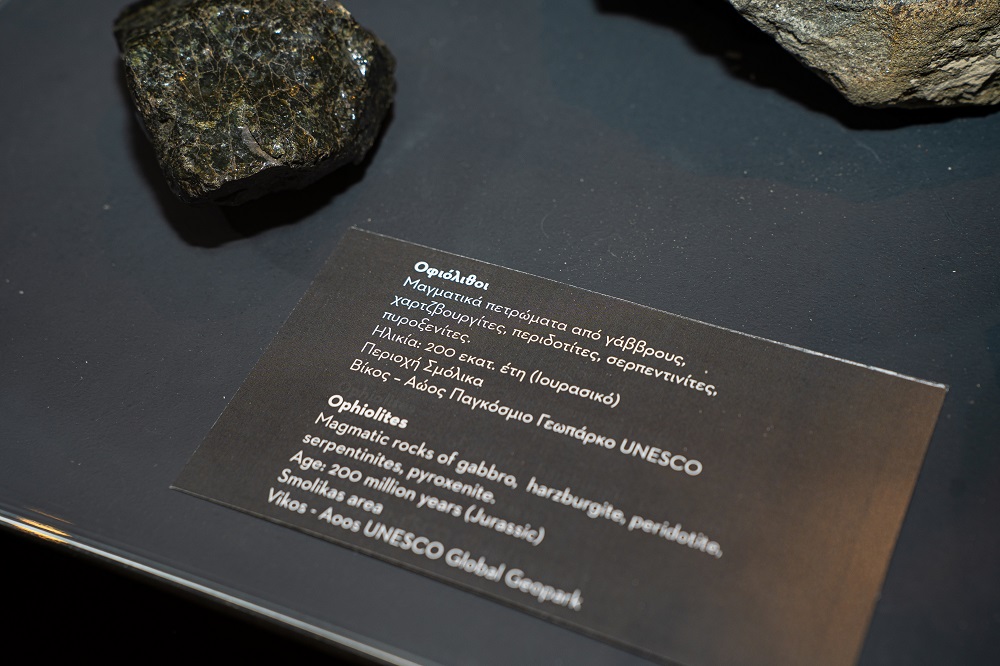 Οφιόλιθοι
Μαγματικά πετρώματα από γάββρους,
χαρτζβουργίτες, περιδοτίτες, σερπεντινίτες,
πυροξενίτες.
Ηλικία: 200 εκατ. έτη (Ιουρασικό)
Περιοχή Σμόλικα
Βίκος – Αώος Παγκόσμιο Γεωπάρκο UNESCO
Ophiolites
Magmatic rocks of gabbro, harzburgite, peridotite,
serpentinites, pyroxenite.
Age: 200 million years (Jurassic)
Smolikas area
Vikos - Aoos UNESCO Global Geopark